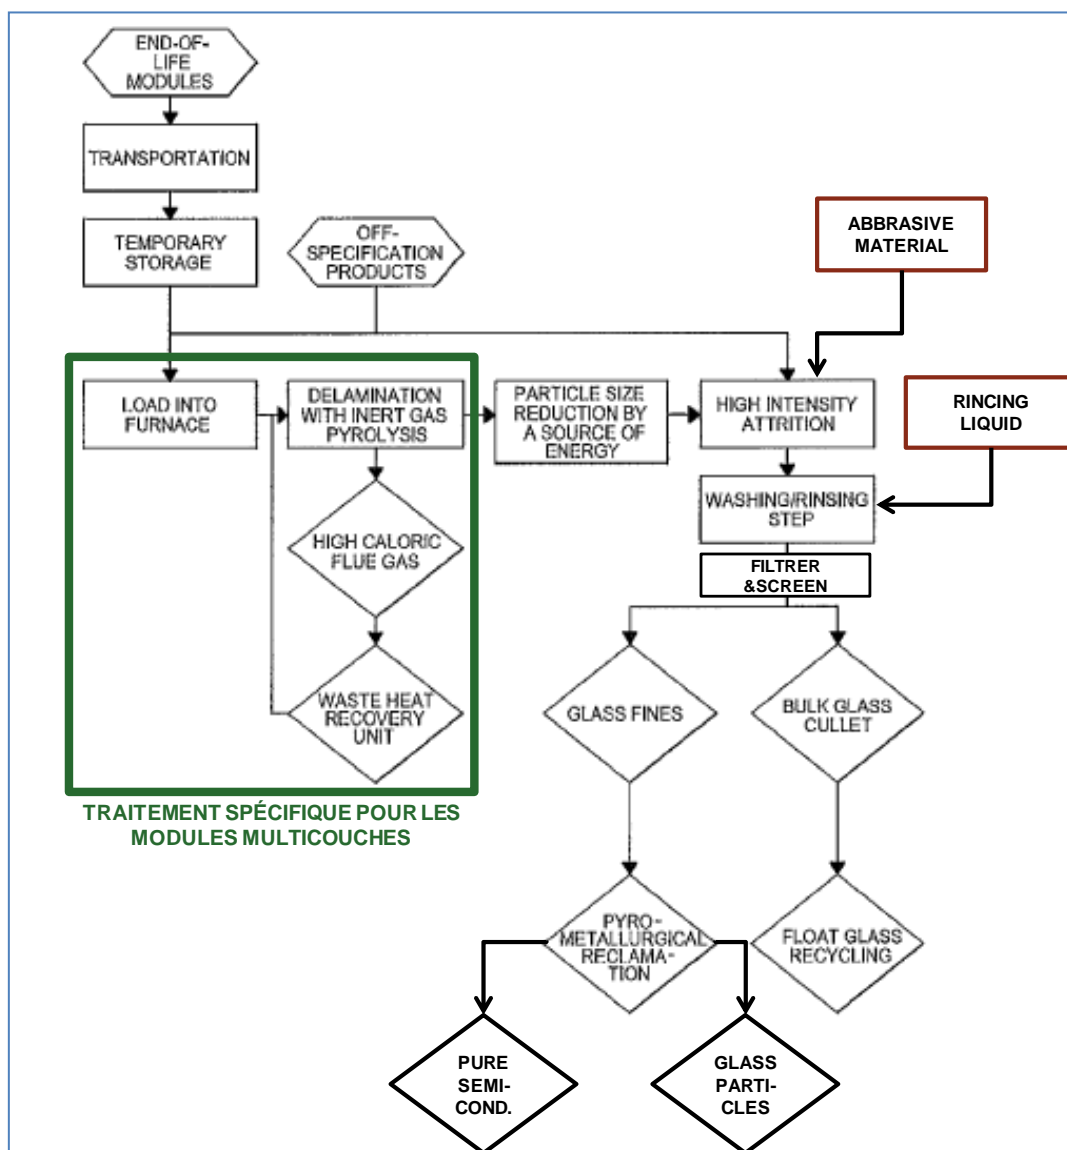 END-OF-
LIFE
MODULES
TRANSPORTATION
TEMPORARY
STORAGE
OFF-
SPECIFICATION
PRODUCTS
ABBRASIVE
MATERIAL
LOAD INTO
FURNACE
DELAMINATION
WITH INERT GAS
PYROLYSIS
PARTICLE SIZE
REDUCTION BY
A SOURCE OF
ENERGY
HIGH INTENSITY
ATTRITION
RINCING
LIQUID
WASHING/RINSING
STEP
HIGH CALORIC
FLUE GAS
FILTRER
&SCREEN
WASTE HEAT
RECOVERY
UNIT
GLASS FINES
BULK GLASS
CULLET
TRAITEMENT SPÉCIFIQUE POUR LES
MODULES MULTICOUCHES
PYRO-
METALLURGICAL
RECLAMA-
TION
FLOAT GLASS
RECYCLING
PURE
SEMI-
COND.
GLASS
PARTI-
CLES